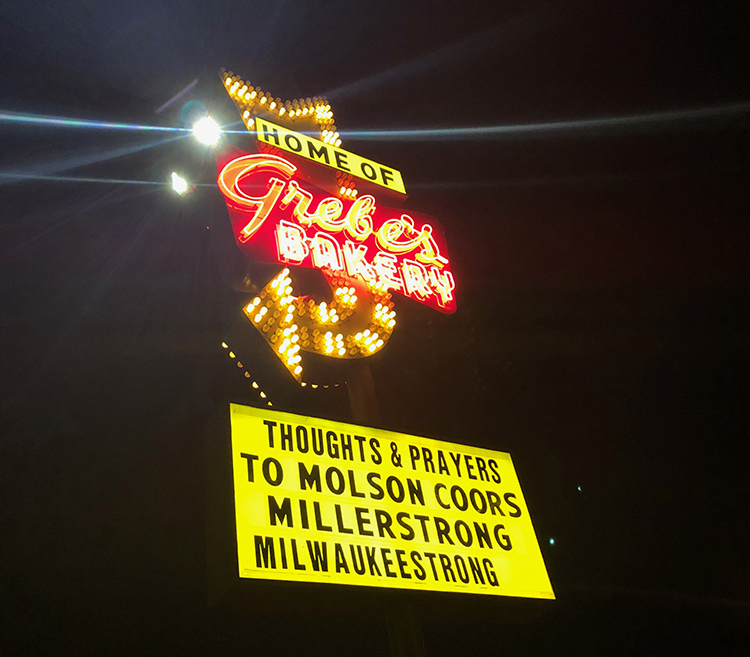 HOME OF
Grebe's
BAKERY
THOUGHTS & PRAYERS
TO MOLSON COORS
MILLERSTRONG
MILWAUKEESTRONG